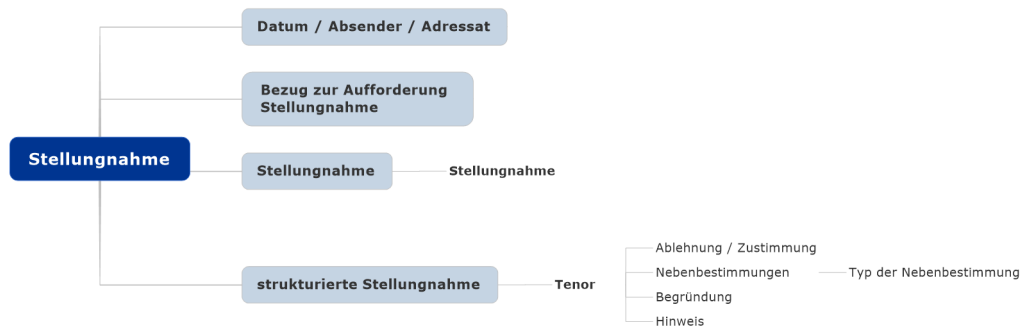 Datum / Absender / Adressat
Bezug zur Aufforderung
Stellungnahme
Stellungnahme
Stellungnahme
Stellungnahme
strukturierte Stellungnahme
Tenor
Ablehnung / Zustimmung
Nebenbestimmungen
Typ der Nebenbestimmung
Begründung
Hinweis